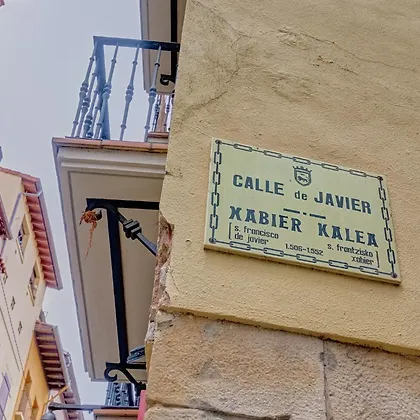 CALLE de JAVIER
XABIER KALEA
s. francisco de javier
1.506-1.552
s. frantzisko xabier